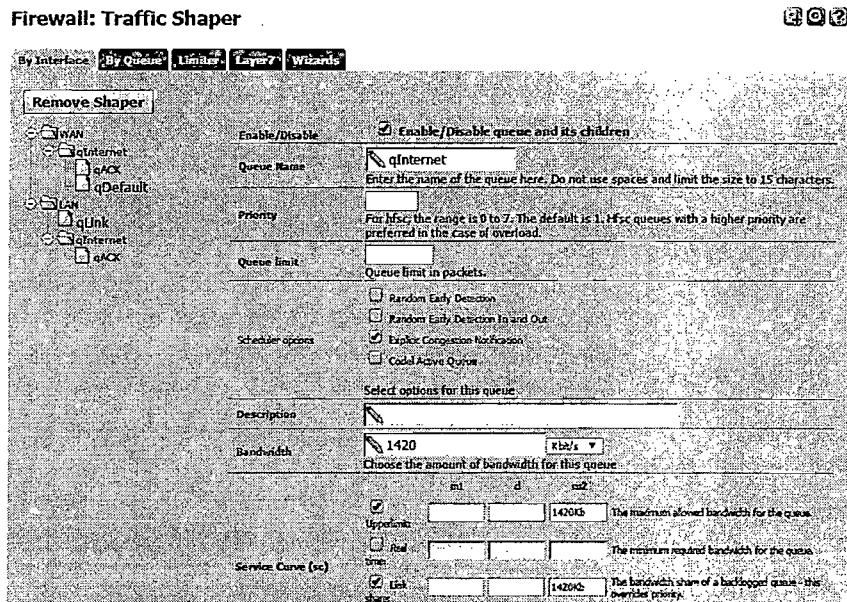 Firewall: Traffic Shaper
By Interface By Queue Limiter Layer7 Wizards
Remove Shaper
WAN
qInternet
qACK
qDefault
LAN
qLink
qInternet
qACK
Enable/Disable
Enable/Disable queue and its children
Queue Name
qInternet
Enter the name of the queue here. Do not use spaces and limit the size to 15 characters.
Priority
For hfsc, the range is 0 to 7. The default is 1. Hfsc queues with a higher priority are
preferred in the case of overload.
Queue limit
Queue limit in packets.
Scheduler options
Random Early Detection
Random Early Detection In and Out
Explicit Congestion Notification
Codel Active Queue
Select options for this queue
Description
Bandwidth
1420 Kbit/s
Choose the amount of bandwidth for this queue
m1 d m2
Service Curve (sc)
Upperlimit:
1420Kb The maximum allowed bandwidth for the queue.
Real
time:
The minimum required bandwidth for the queue.
Link
share:
1420Kb The bandwidth share of a backlogged queue - this
overrides priority.